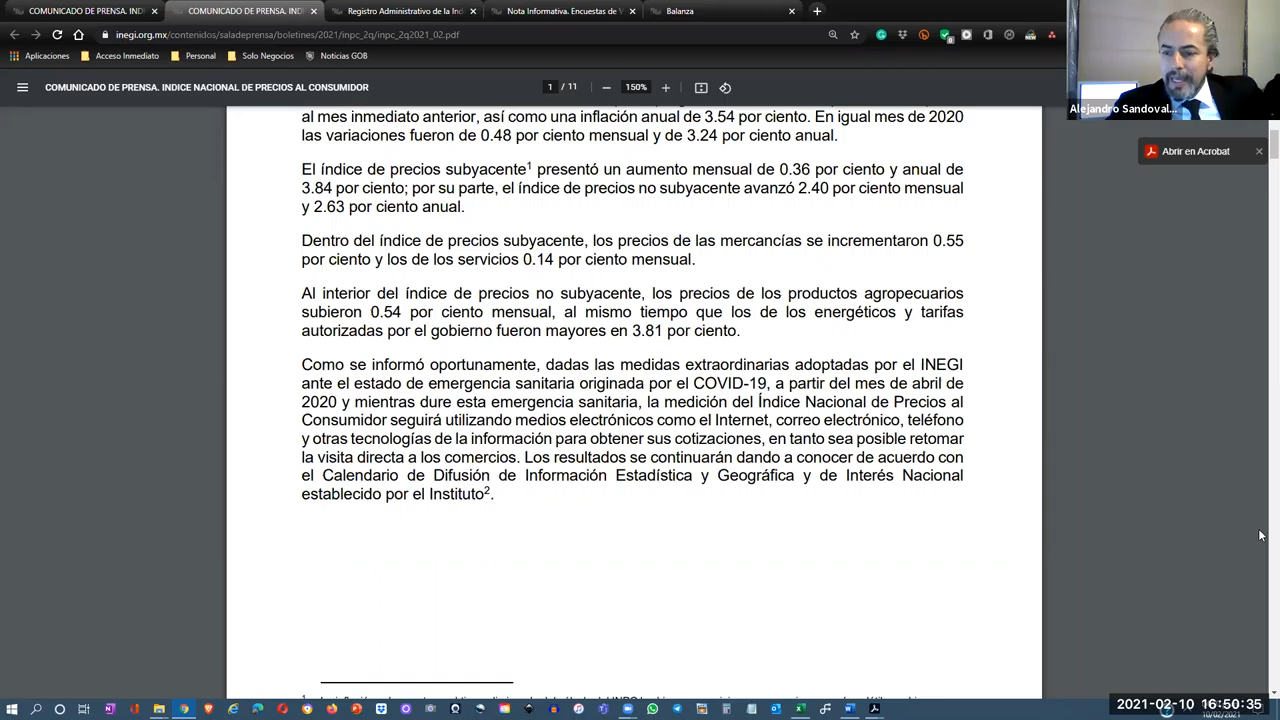 COMUNICADO DE PRENSA. INDI
COMUNICADO DE PRENSA. INDI
Registro Administrativo de la Ind
Nota Informativa. Encuestas de V
Balanza
inegi.org.mx/contenidos/saladeprensa/boletines/2021/inpc_2q/inpc_2q2021_02.pdf
Aplicaciones
Acceso Inmediato
Personal
Solo Negocios
Noticias GOB
COMUNICADO DE PRENSA. INDICE NACIONAL DE PRECIOS AL CONSUMIDOR
1 / 11
150%
Alejandro Sandoval...
Abrir en Acrobat
al mes inmediato anterior, así como una inflación anual de 3.54 por ciento. En igual mes de 2020
las variaciones fueron de 0.48 por ciento mensual y de 3.24 por ciento anual.
El índice de precios subyacente1 presentó un aumento mensual de 0.36 por ciento y anual de
3.84 por ciento; por su parte, el índice de precios no subyacente avanzó 2.40 por ciento mensual
y 2.63 por ciento anual.
Dentro del índice de precios subyacente, los precios de las mercancías se incrementaron 0.55
por ciento y los de los servicios 0.14 por ciento mensual.
Al interior del índice de precios no subyacente, los precios de los productos agropecuarios
subieron 0.54 por ciento mensual, al mismo tiempo que los de los energéticos y tarifas
autorizadas por el gobierno fueron mayores en 3.81 por ciento.
Como se informó oportunamente, dadas las medidas extraordinarias adoptadas por el INEGI
ante el estado de emergencia sanitaria originada por el COVID-19, a partir del mes de abril de
2020 y mientras dure esta emergencia sanitaria, la medición del Índice Nacional de Precios al
Consumidor seguirá utilizando medios electrónicos como el Internet, correo electrónico, teléfono
y otras tecnologías de la información para obtener sus cotizaciones, en tanto sea posible retomar
la visita directa a los comercios. Los resultados se continuarán dando a conocer de acuerdo con
el Calendario de Difusión de Información Estadística y Geográfica y de Interés Nacional
establecido por el Instituto2.
2021-02-10 16:50:35
10/02/2021